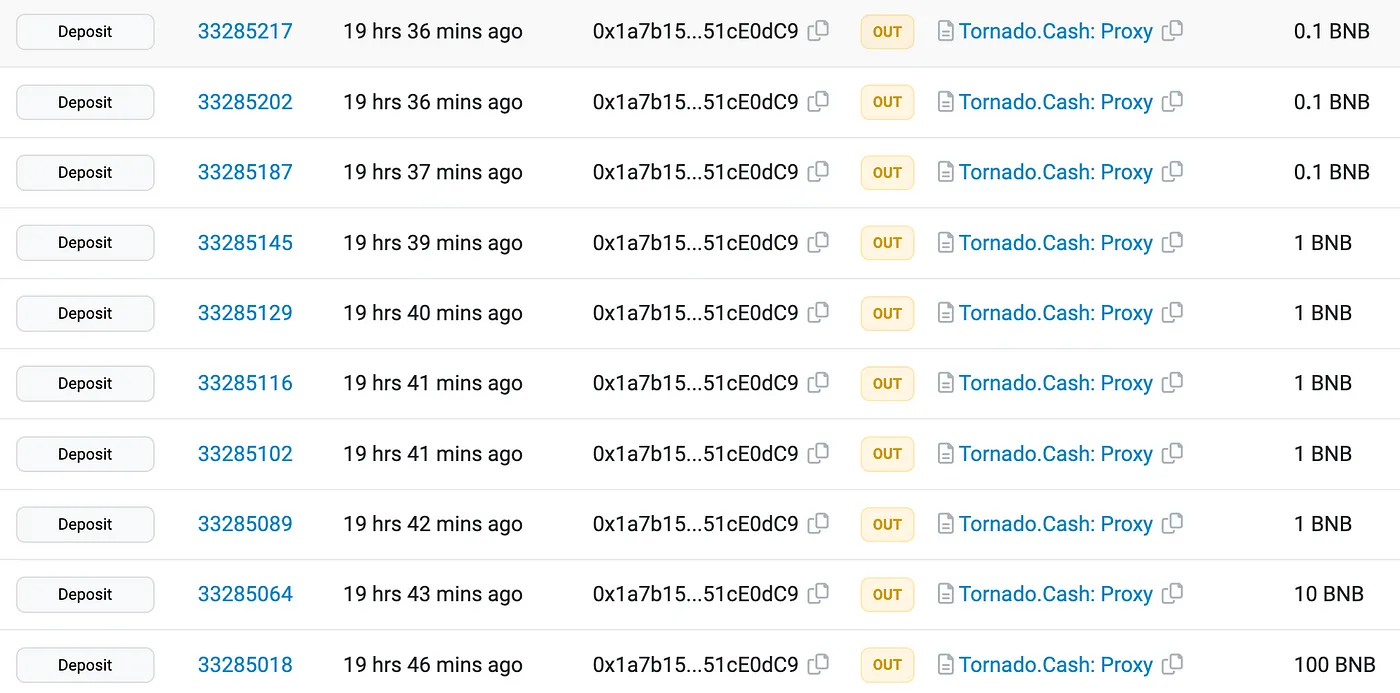 Deposit 33285217 19 hrs 36 mins ago 0x1a7b15...51cE0dC9 OUT Tornado.Cash: Proxy 0.1 BNB
Deposit 33285202 19 hrs 36 mins ago 0x1a7b15...51cE0dC9 OUT Tornado.Cash: Proxy 0.1 BNB
Deposit 33285187 19 hrs 37 mins ago 0x1a7b15...51cE0dC9 OUT Tornado.Cash: Proxy 0.1 BNB
Deposit 33285145 19 hrs 39 mins ago 0x1a7b15...51cE0dC9 OUT Tornado.Cash: Proxy 1 BNB
Deposit 33285129 19 hrs 40 mins ago 0x1a7b15...51cE0dC9 OUT Tornado.Cash: Proxy 1 BNB
Deposit 33285116 19 hrs 41 mins ago 0x1a7b15...51cE0dC9 OUT Tornado.Cash: Proxy 1 BNB
Deposit 33285102 19 hrs 41 mins ago 0x1a7b15...51cE0dC9 OUT Tornado.Cash: Proxy 1 BNB
Deposit 33285089 19 hrs 42 mins ago 0x1a7b15...51cE0dC9 OUT Tornado.Cash: Proxy 1 BNB
Deposit 33285064 19 hrs 43 mins ago 0x1a7b15...51cE0dC9 OUT Tornado.Cash: Proxy 10 BNB
Deposit 33285018 19 hrs 46 mins ago 0x1a7b15...51cE0dC9 OUT Tornado.Cash: Proxy 100 BNB